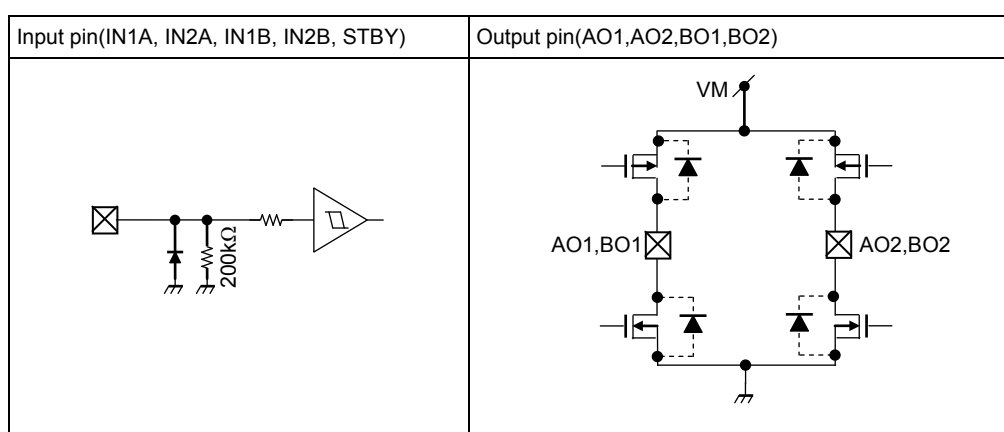 Input pin(IN1A, IN2A, IN1B, IN2B, STBY)
Output pin(AO1,AO2,BO1,BO2)
200kΩ
VM
AO1,BO1
AO2,BO2